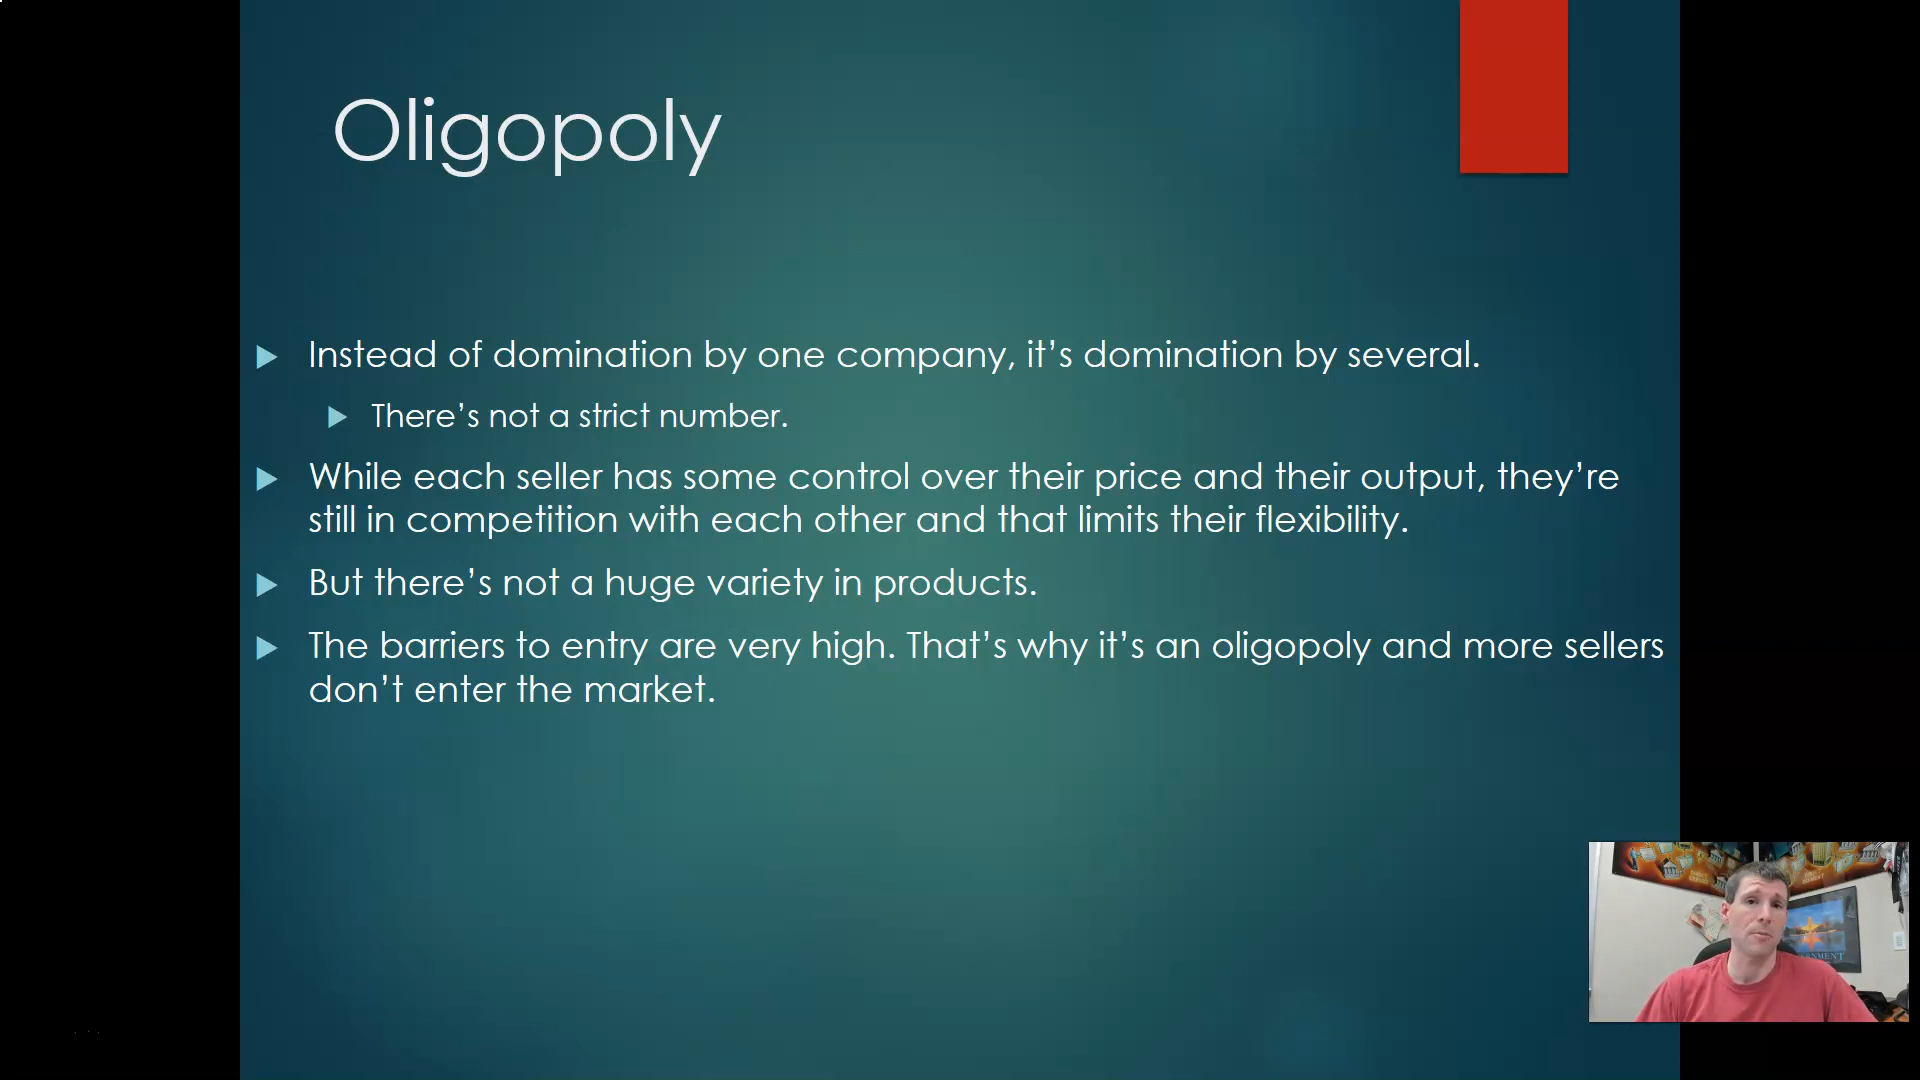 Oligopoly
Instead of domination by one company, it’s domination by several.
There’s not a strict number.
While each seller has some control over their price and their output, they’re
still in competition with each other and that limits their flexibility.
But there’s not a huge variety in products.
The barriers to entry are very high. That’s why it’s an oligopoly and more sellers
don’t enter the market.